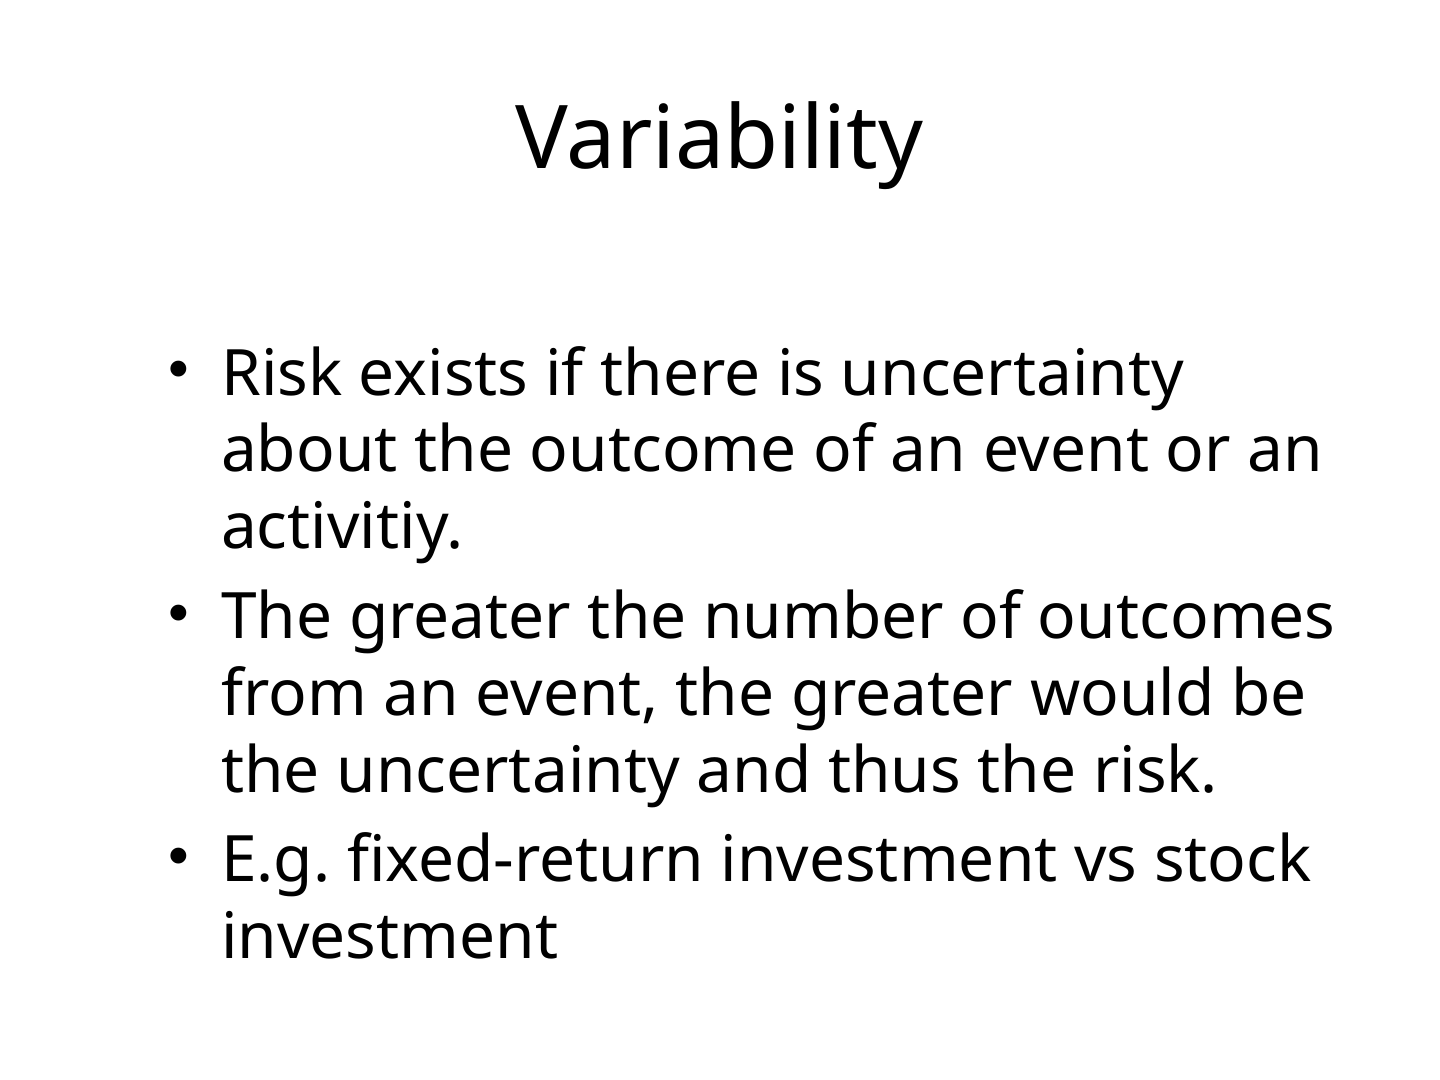 Variability
• Risk exists if there is uncertainty
about the outcome of an event or an
activitiy.
• The greater the number of outcomes
from an event, the greater would be
the uncertainty and thus the risk.
• E.g. fixed-return investment vs stock
investment